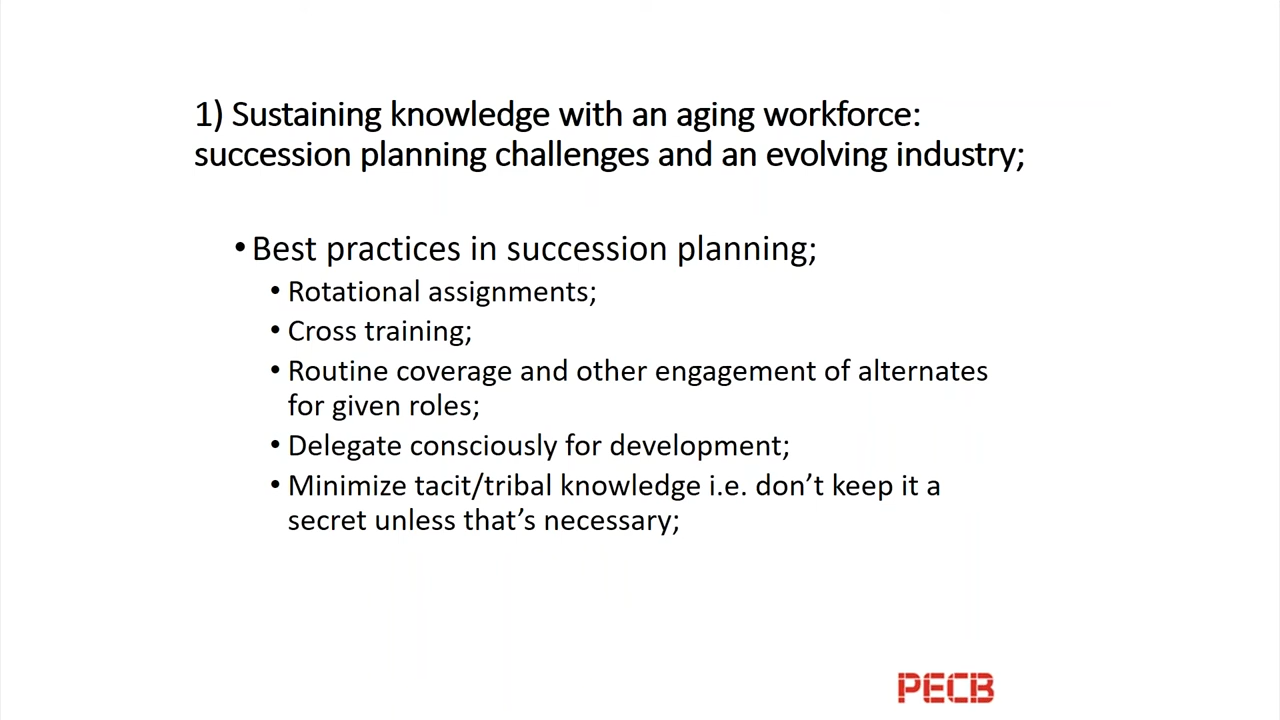 1) Sustaining knowledge with an aging workforce:
succession planning challenges and an evolving industry;
• Best practices in succession planning;
• Rotational assignments;
• Cross training;
• Routine coverage and other engagement of alternates
for given roles;
• Delegate consciously for development;
• Minimize tacit/tribal knowledge i.e. don’t keep it a
secret unless that’s necessary;
PECB